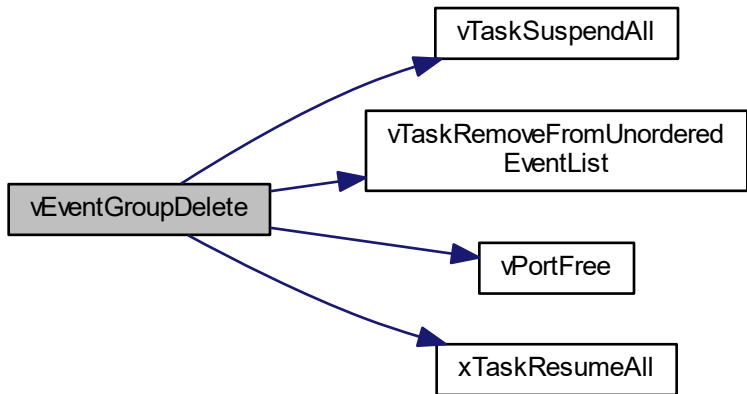 vTaskSuspendAll
vTaskRemoveFromUnordered
EventList
vEventGroupDelete
vPortFree
xTaskResumeAll